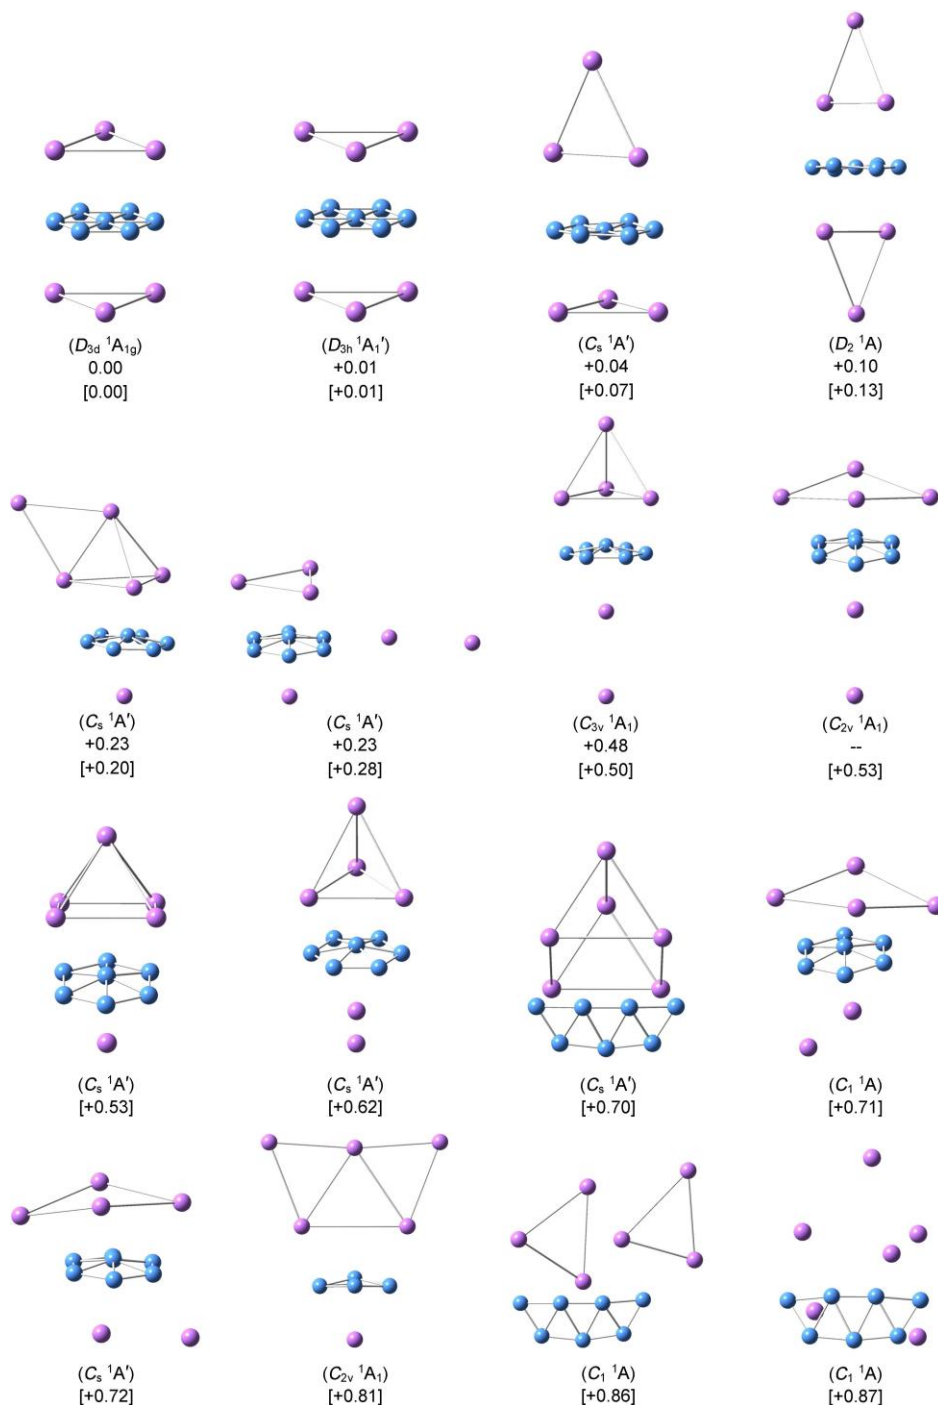 (D3d ¹A1g) (D3h ¹A1′) (Cs ¹A′) (D2 ¹A)
0.00 +0.01 +0.04 +0.10
[0.00] [+0.01] [+0.07] [+0.13]
(Cs ¹A′) (Cs ¹A′) (C3v ¹A1) (C2v ¹A1)
+0.23 +0.23 +0.48 --
[+0.20] [+0.28] [+0.50] [+0.53]
(Cs ¹A′) (Cs ¹A′) (Cs ¹A′) (C1 ¹A)
[+0.53] [+0.62] [+0.70] [+0.71]
(Cs ¹A′) (C2v ¹A1) (C1 ¹A) (C1 ¹A)
[+0.72] [+0.81] [+0.86] [+0.87]